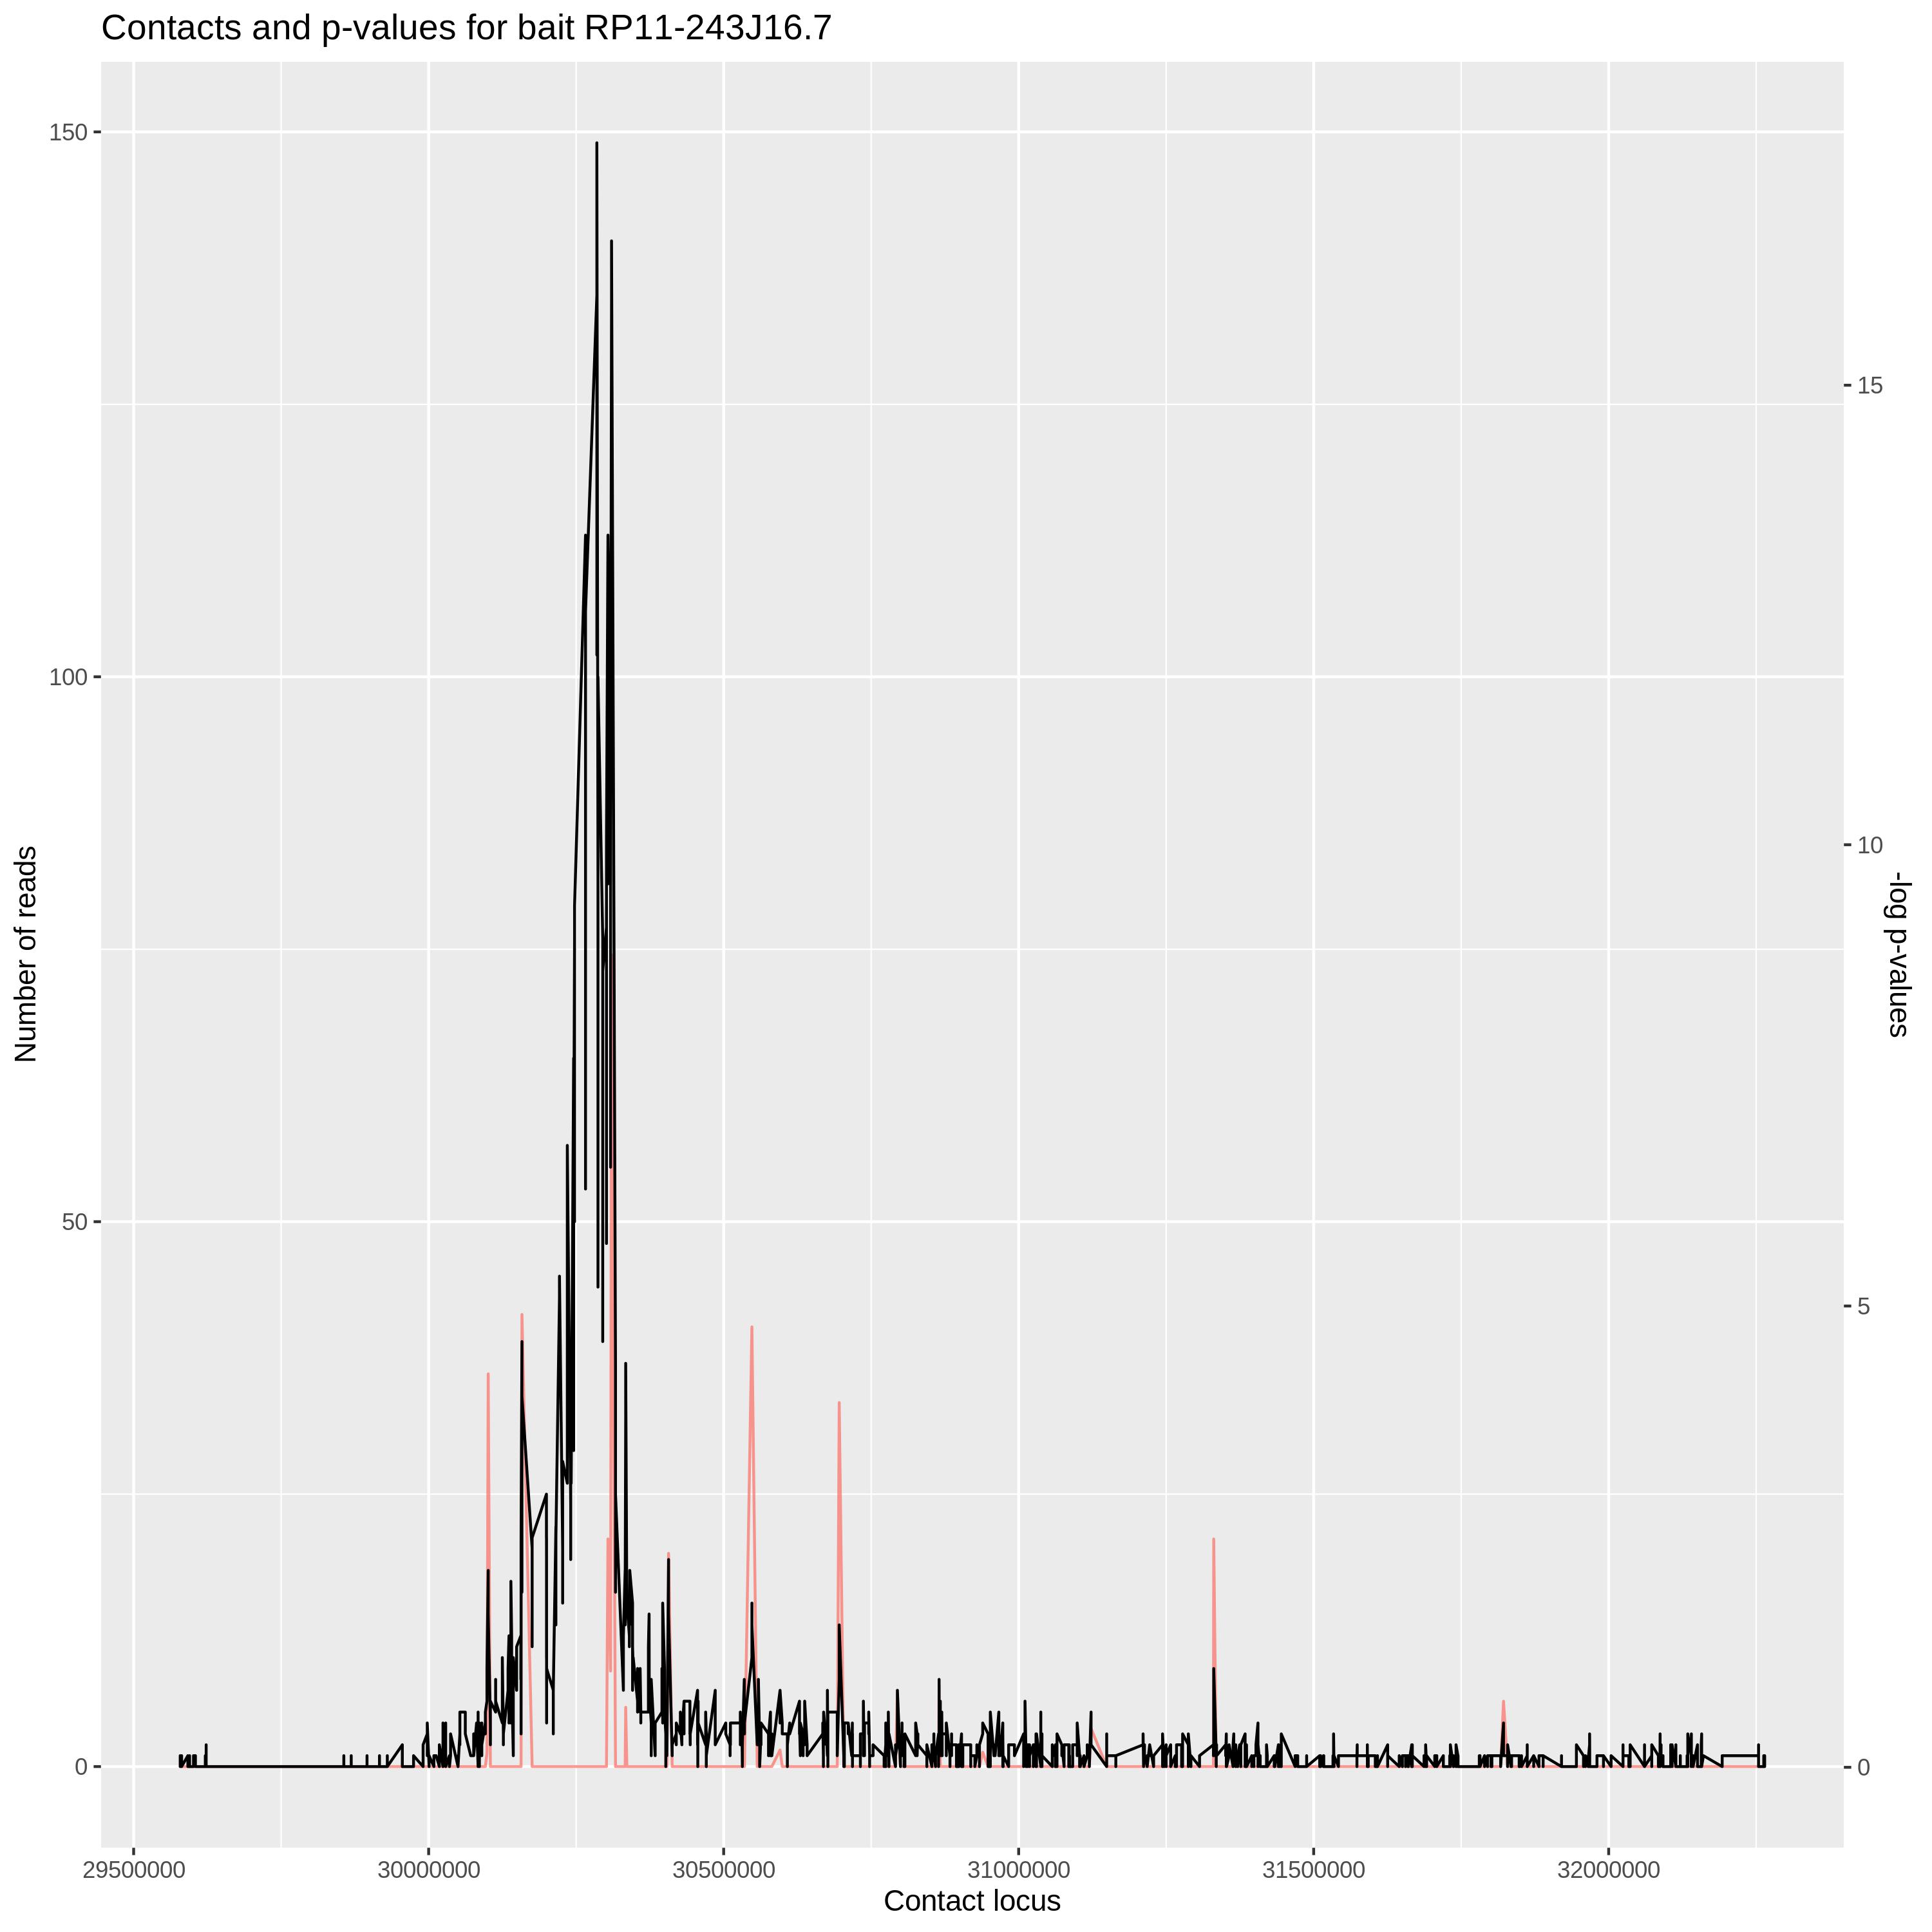 Contacts and p-values for bait RP11-243J16.7
150
100
50
0
Number of reads
15
10
5
0
-log p-values
29500000 30000000 30500000 31000000 31500000 32000000
Contact locus